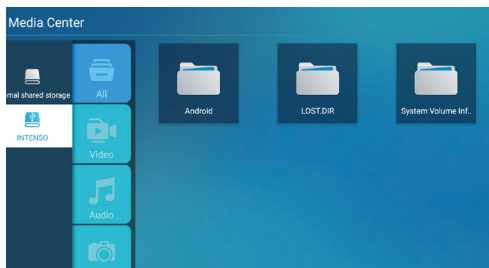 Media Center
rnal shared storage
INTENSO
All
Video
Audio
Android
LOST.DIR
System Volume Inf..